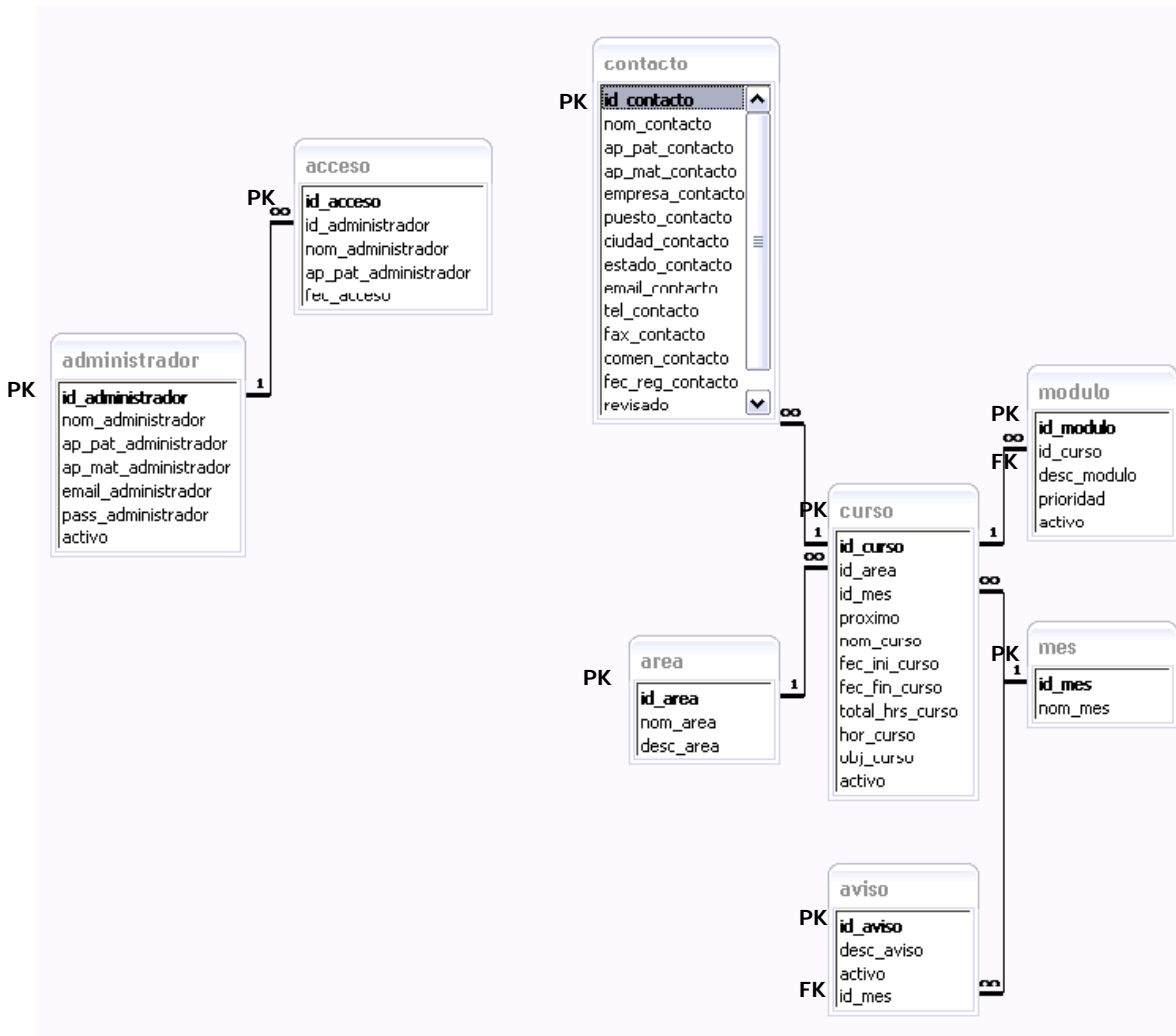 contacto
PK
id_contacto
nom_contacto
ap_pat_contacto
ap_mat_contacto
empresa_contacto
puesto_contacto
ciudad_contacto
estado_contacto
email_contacto
tel_contacto
fax_contacto
comen_contacto
fec_reg_contacto
revisado
∞
acceso
PK
∞
id_acceso
id_administrador
nom_administrador
ap_pat_administrador
fec_acceso
administrador
PK
1
id_administrador
nom_administrador
ap_pat_administrador
ap_mat_administrador
email_administrador
pass_administrador
activo
modulo
PK
∞
FK
id_modulo
id_curso
desc_modulo
prioridad
activo
curso
PK
1
∞
1
∞
id_curso
id_area
id_mes
proximo
nom_curso
fec_ini_curso
fec_fin_curso
total_hrs_curso
hor_curso
obj_curso
activo
area
PK
1
id_area
nom_area
desc_area
mes
PK
1
id_mes
nom_mes
aviso
PK
id_aviso
desc_aviso
activo
FK
id_mes
∞